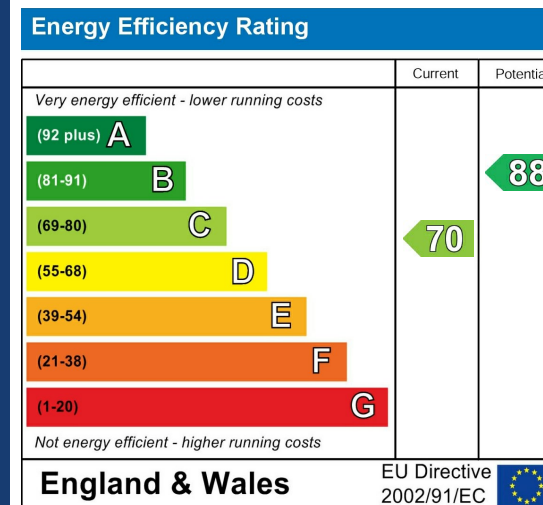 Energy Efficiency Rating
Current Potentia
Very energy efficient - lower running costs
(92 plus) A
(81-91) B
88
(69-80) C
70
(55-68) D
(39-54) E
(21-38) F
(1-20) G
Not energy efficient - higher running costs
England & Wales
EU Directive
2002/91/EC